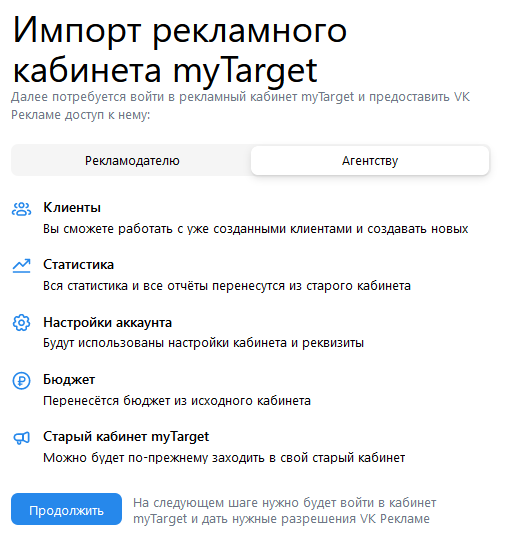 Импорт рекламного
кабинета myTarget
Далее потребуется войти в рекланый кабинет myTarget и предоставить VK
Рекламе доступ к нему:
Рекламодателю
Агентству
Клиенты
Вы сможете работать с уже созданными клиентами и создавать новых
Статистика
Вся статистика и все отчёты перенесутся из старого кабинета
Настройки аккаунта
Будут использованы настройки кабинета и реквизиты
Бюджет
Перенесётся бюджет из исходного кабинета
Старый кабинет myTarget
Можно будет по-прежнему заходить в свой старый кабинет
Продолжить
На следующем шаге нужно будет войти в кабинет
myTarget и дать нужные разрешения VK Рекламе